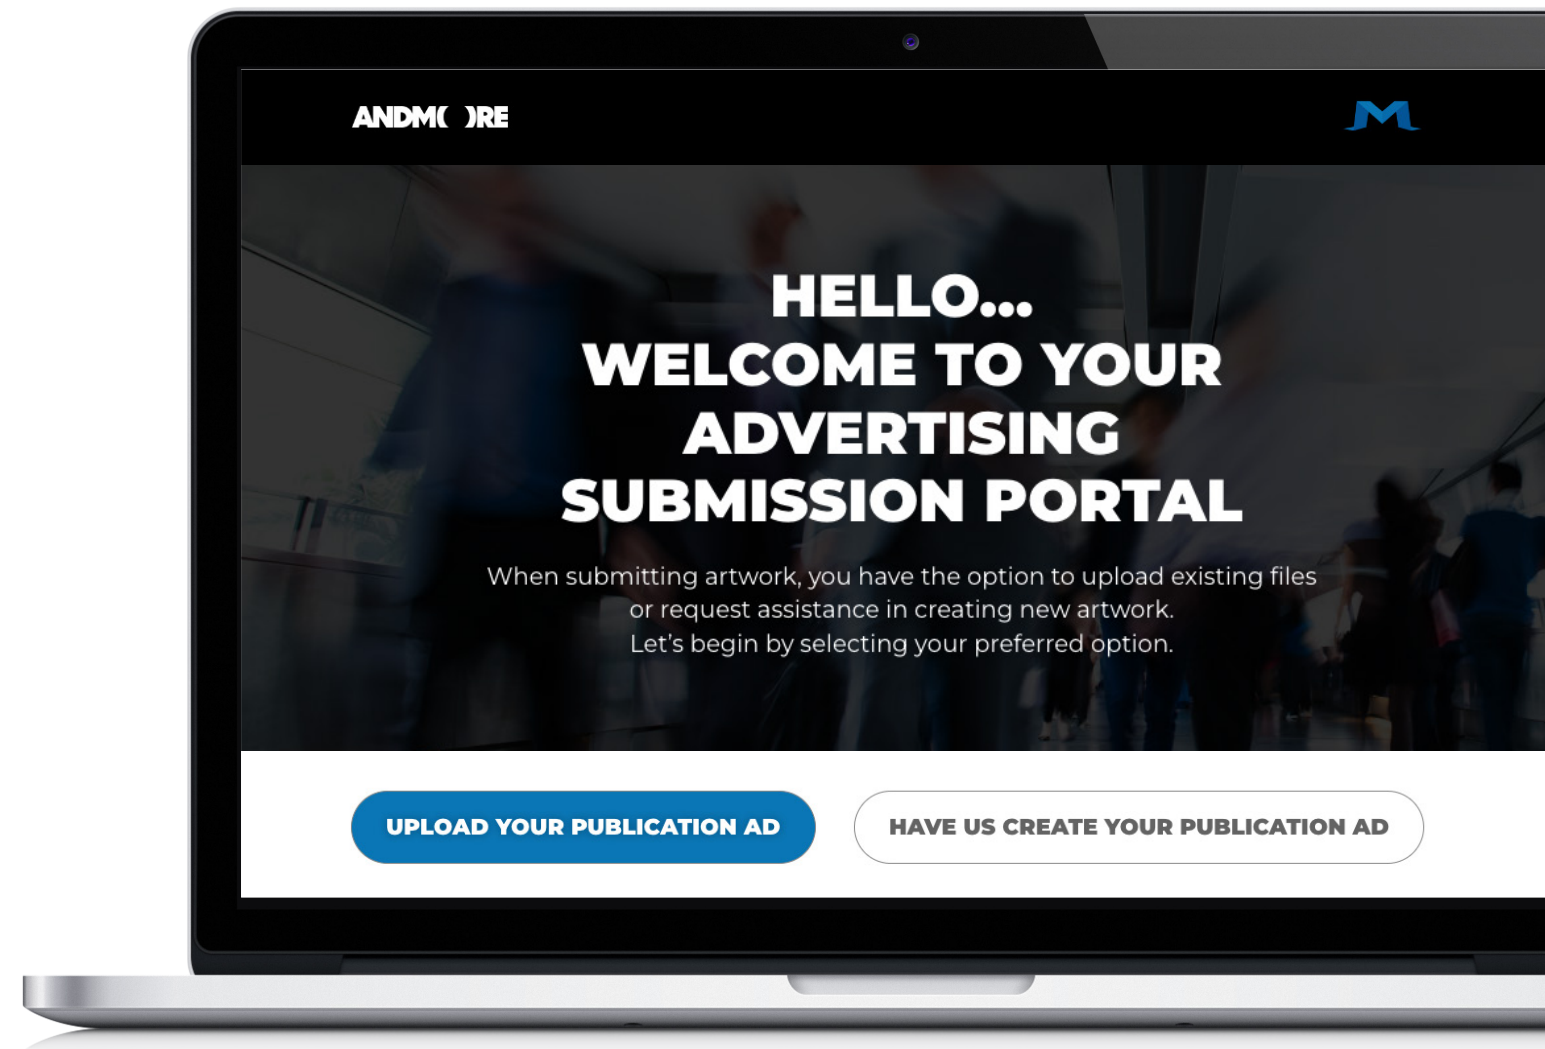 ANDM( )RE
M
HELLO...
WELCOME TO YOUR
ADVERTISING
SUBMISSION PORTAL
When submitting artwork, you have the option to upload existing files
or request assistance in creating new artwork.
Let's begin by selecting your preferred option.
UPLOAD YOUR PUBLICATION AD
HAVE US CREATE YOUR PUBLICATION AD